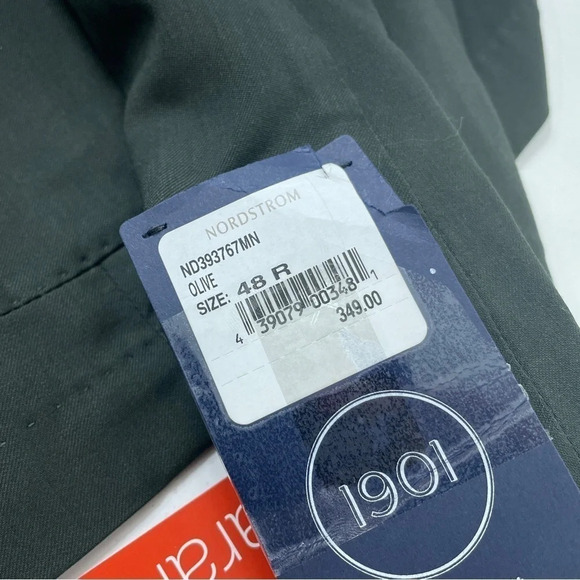 NORDSTROM
ND393767MN
OLIVE
SIZE: 48 R
4 39079 00348 1
349.00
1901